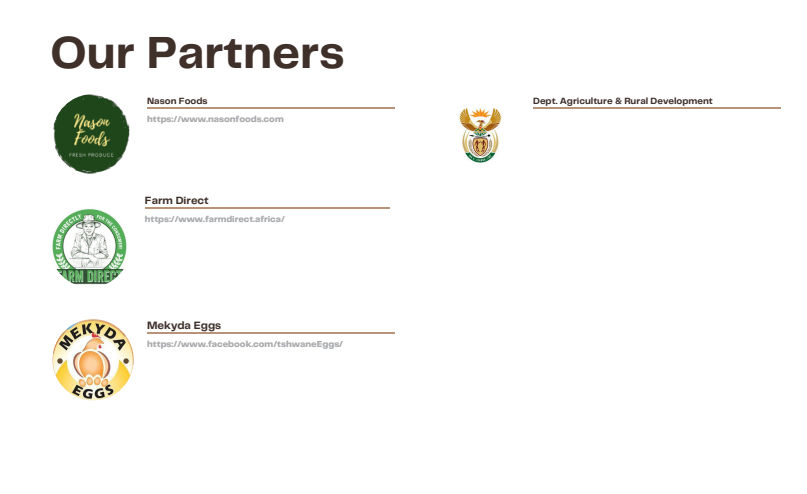 Our Partners
Nason Foods
https://www.nasonfoods.com
Nason
Foods
FRESH PRODUCE
Dept. Agriculture & Rural Development
Farm Direct
https://www.farmdirect.africa/
FARM DIRECTLY FOR THE CONSUMER
FARM DIRECT
Mekyda Eggs
https://www.facebook.com/tshwaneEggs/
MEKYDA
EGGS